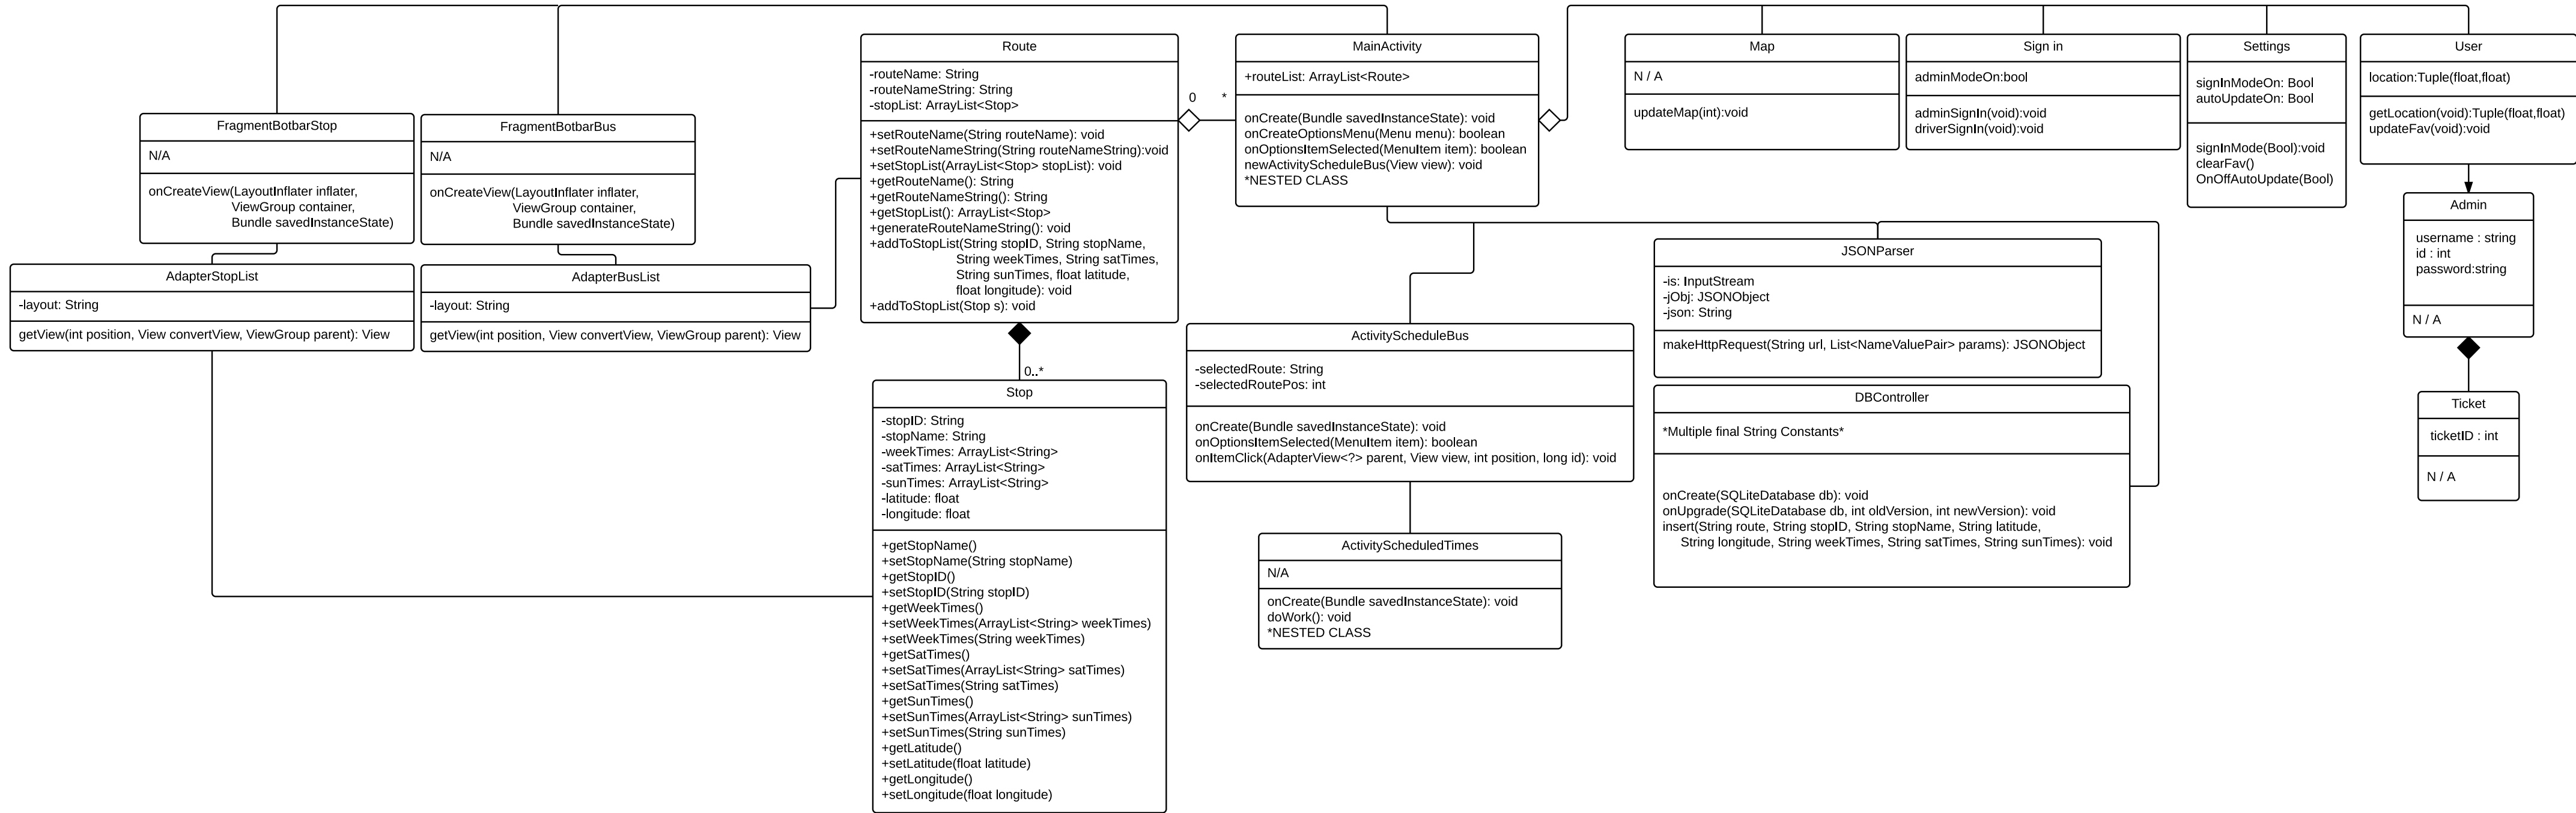 FragmentBotbarStop
N/A
onCreateView(LayoutInflater inflater,
ViewGroup container,
Bundle savedInstanceState)
FragmentBotbarBus
N/A
onCreateView(LayoutInflater inflater,
ViewGroup container,
Bundle savedInstanceState)
AdapterStopList
-layout: String
getView(int position, View convertView, ViewGroup parent): View
AdapterBusList
-layout: String
getView(int position, View convertView, ViewGroup parent): View
Route
-routeName: String
-routeNameString: String
-stopList: ArrayList<Stop>
+setRouteName(String routeName): void
+setRouteNameString(String routeNameString):void
+setStopList(ArrayList<Stop> stopList): void
+getRouteName(): String
+getRouteNameString(): String
+getStopList(): ArrayList<Stop>
+generateRouteNameString(): void
+addToStopList(String stopID, String stopName,
String weekTimes, String satTimes,
String sunTimes, float latitude,
float longitude): void
+addToStopList(Stop s): void
0 *
0..*
Stop
-stopID: String
-stopName: String
-weekTimes: ArrayList<String>
-satTimes: ArrayList<String>
-sunTimes: ArrayList<String>
-latitude: float
-longitude: float
+getStopName()
+setStopName(String stopName)
+getStopID()
+setStopID(String stopID)
+getWeekTimes()
+setWeekTimes(ArrayList<String> weekTimes)
+setWeekTimes(String weekTimes)
+getSatTimes()
+setSatTimes(ArrayList<String> satTimes)
+setSatTimes(String satTimes)
+getSunTimes()
+setSunTimes(ArrayList<String> sunTimes)
+setSunTimes(String sunTimes)
+getLatitude()
+setLatitude(float latitude)
+getLongitude()
+setLongitude(float longitude)
MainActivity
+routeList: ArrayList<Route>
onCreate(Bundle savedInstanceState): void
onCreateOptionsMenu(Menu menu): boolean
onOptionsItemSelected(MenuItem item): boolean
newActivityScheduleBus(View view): void
*NESTED CLASS
ActivityScheduleBus
-selectedRoute: String
-selectedRoutePos: int
onCreate(Bundle savedInstanceState): void
onOptionsItemSelected(MenuItem item): boolean
onItemClick(AdapterView<?> parent, View view, int position, long id): void
ActivityScheduledTimes
N/A
onCreate(Bundle savedInstanceState): void
doWork(): void
*NESTED CLASS
Map
N / A
updateMap(int):void
Sign in
adminModeOn:bool
adminSignIn(void):void
driverSignIn(void):void
Settings
signInModeOn: Bool
autoUpdateOn: Bool
signInMode(Bool):void
clearFav()
OnOffAutoUpdate(Bool)
User
location:Tuple(float,float)
getLocation(void):Tuple(float,float)
updateFav(void):void
JSONParser
-is: InputStream
-jObj: JSONObject
-json: String
makeHttpRequest(String url, List<NameValuePair> params): JSONObject
DBController
*Multiple final String Constants*
onCreate(SQLiteDatabase db): void
onUpgrade(SQLiteDatabase db, int oldVersion, int newVersion): void
insert(String route, String stopID, String stopName, String latitude,
String longitude, String weekTimes, String satTimes, String sunTimes): void
Admin
username : string
id : int
password:string
N / A
Ticket
ticketID : int
N / A